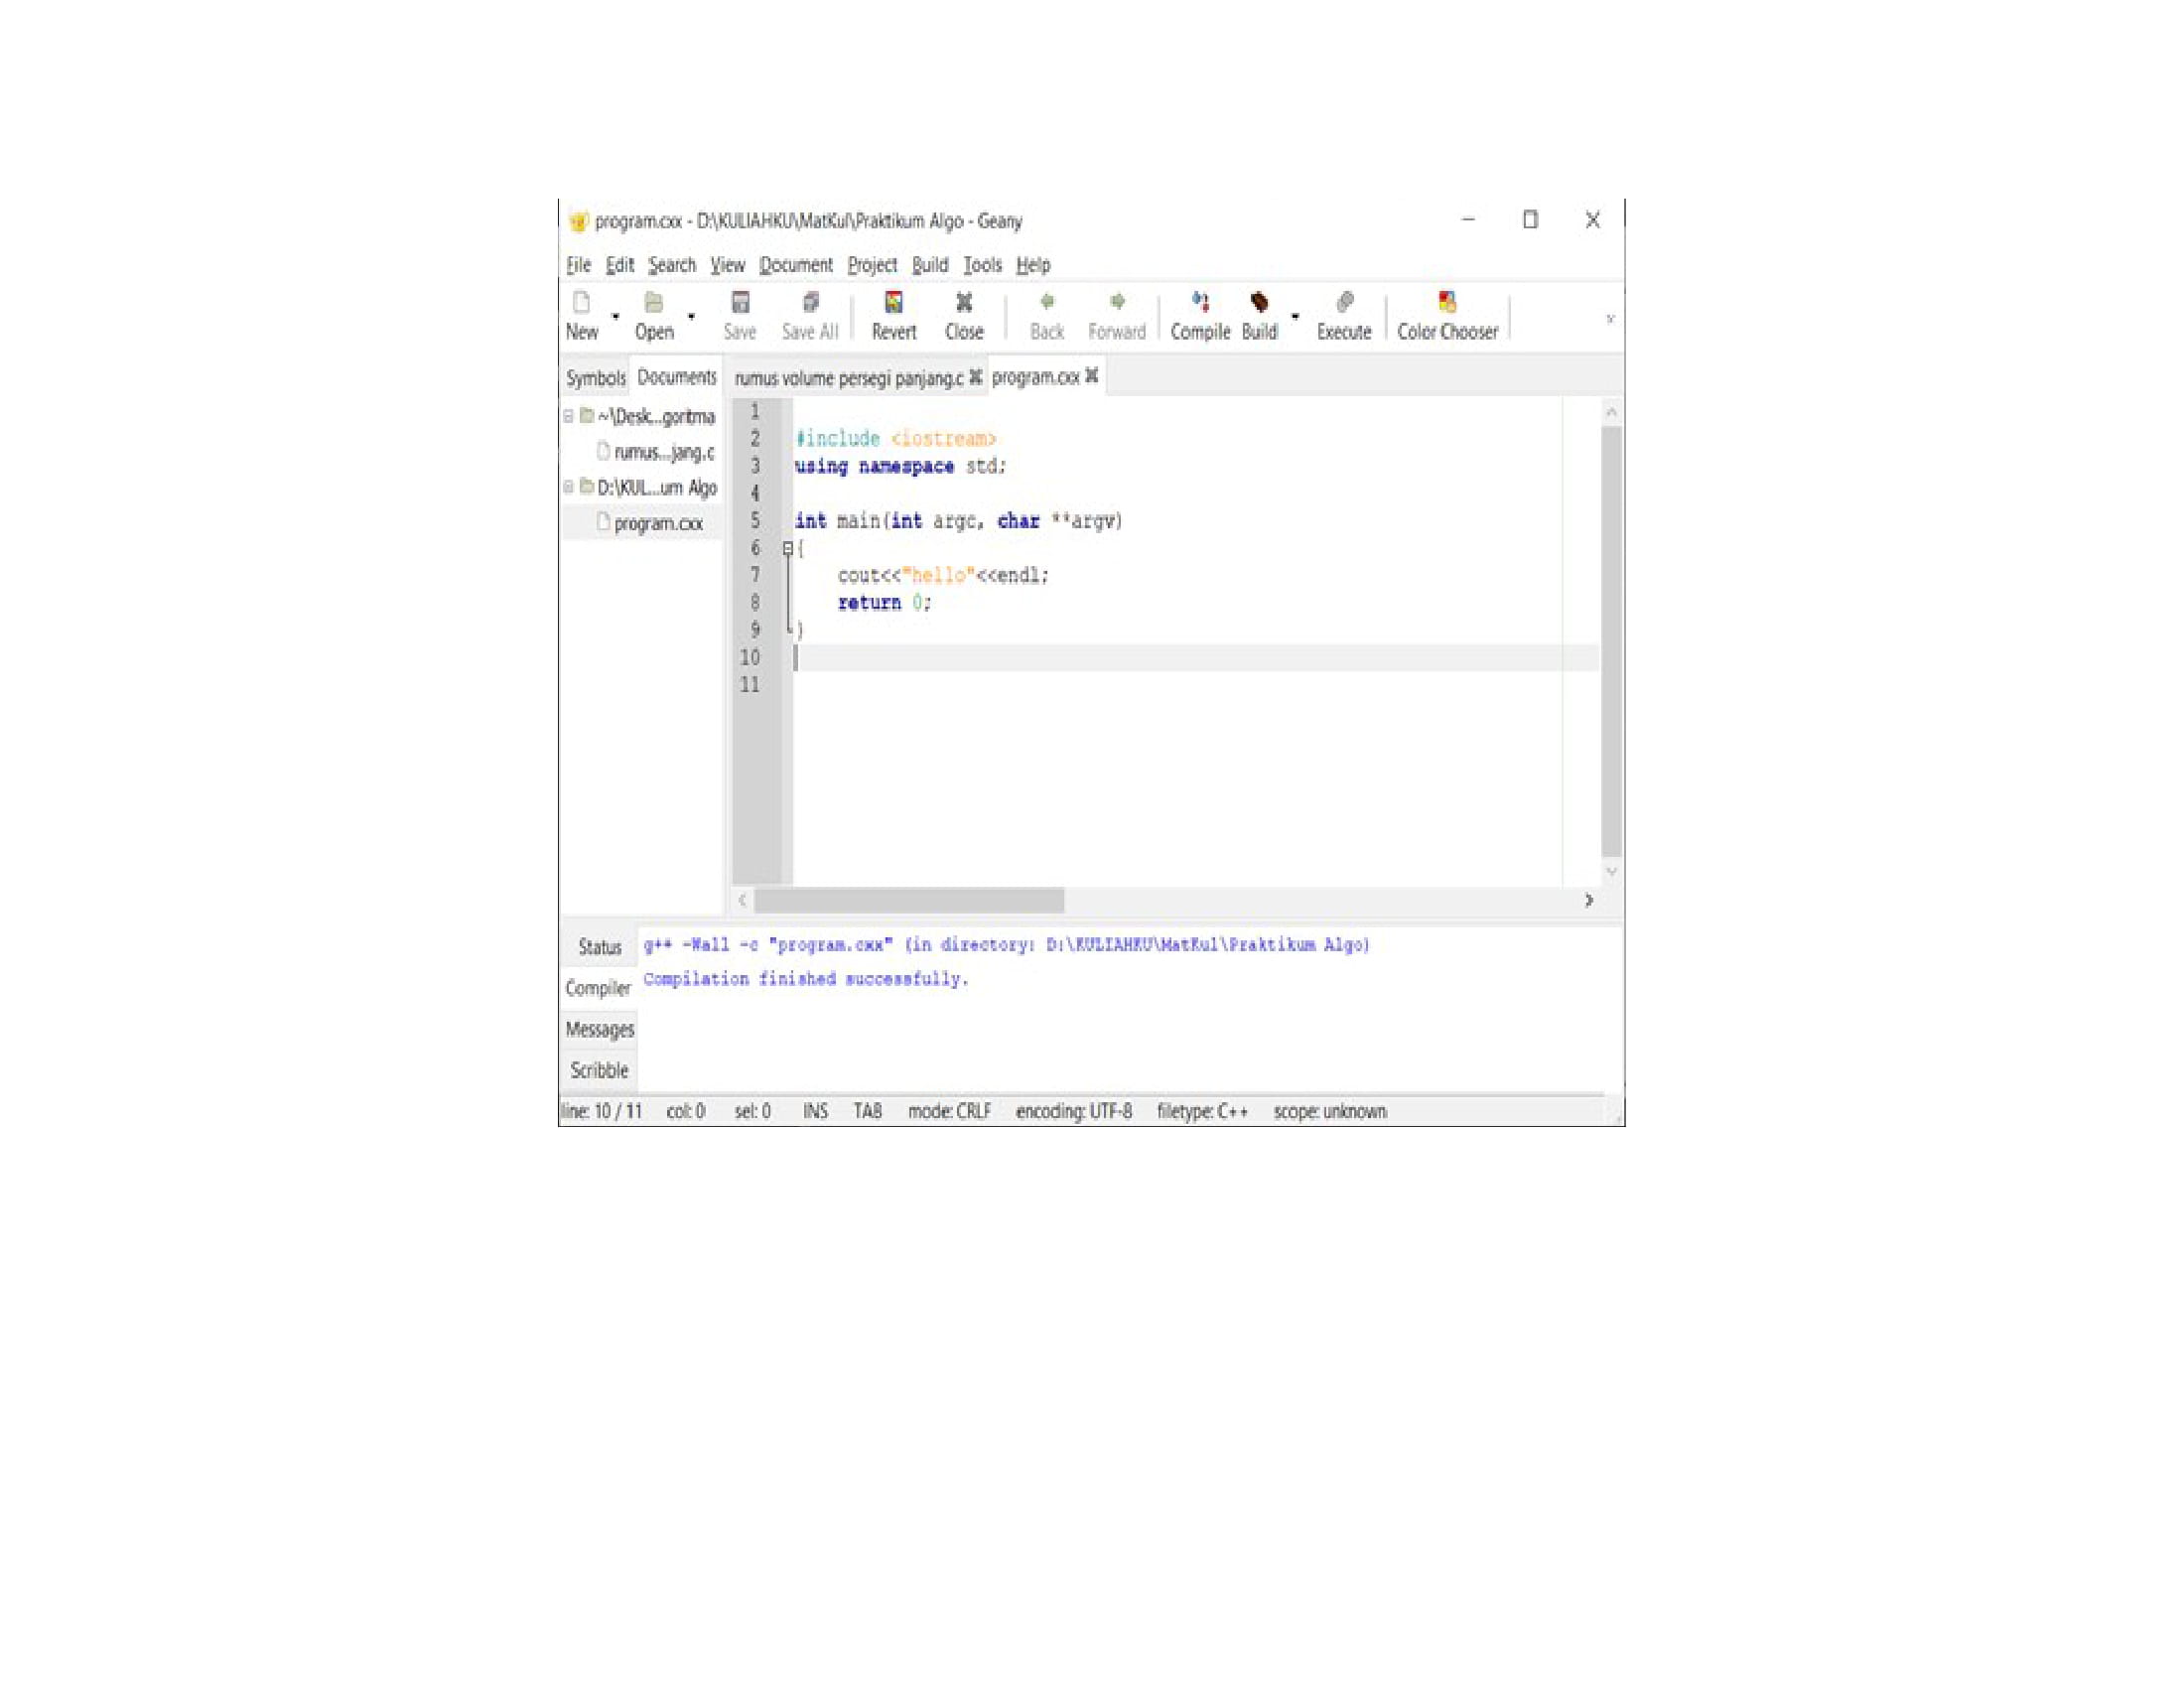 program.cxx - D:\KULIAHKU\MatKul\Praktikum Algo - Geany
File Edit Search View Document Project Build Tools Help
New Open Save Save All Revert Close Back Forward Compile Build Execute Color Chooser
Symbols Documents rumus volume persegi panjang.c program.cxx
~\Desk...goritma
rumus...jang.c
D:\KUL...um Algo
program.cxx
1
2 #include <iostream>
3 using namespace std;
4
5 int main(int argc, char **argv)
6 {
7 cout<<"hello"<<endl;
8 return 0;
9 }
10
11
Status
Compiler
Messages
Scribble
g++ -Wall -c "program.cxx" (in directory: D:\KULIAHKU\MatKul\Praktikum Algo)
Compilation finished successfully.
line: 10 / 11 col: 0 sel: 0 INS TAB mode: CRLF encoding: UTF-8 filetype: C++ scope: unknown